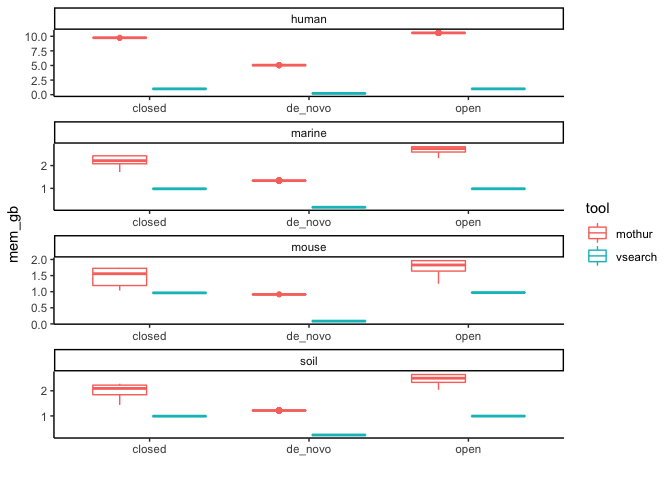 human
10.0
7.5
5.0
2.5
0.0
closed de_novo open
marine
2
1
closed de_novo open
mouse
2.0
1.5
1.0
0.5
0.0
closed de_novo open
soil
2
1
closed de_novo open
mem_gb
tool
mothur
vsearch